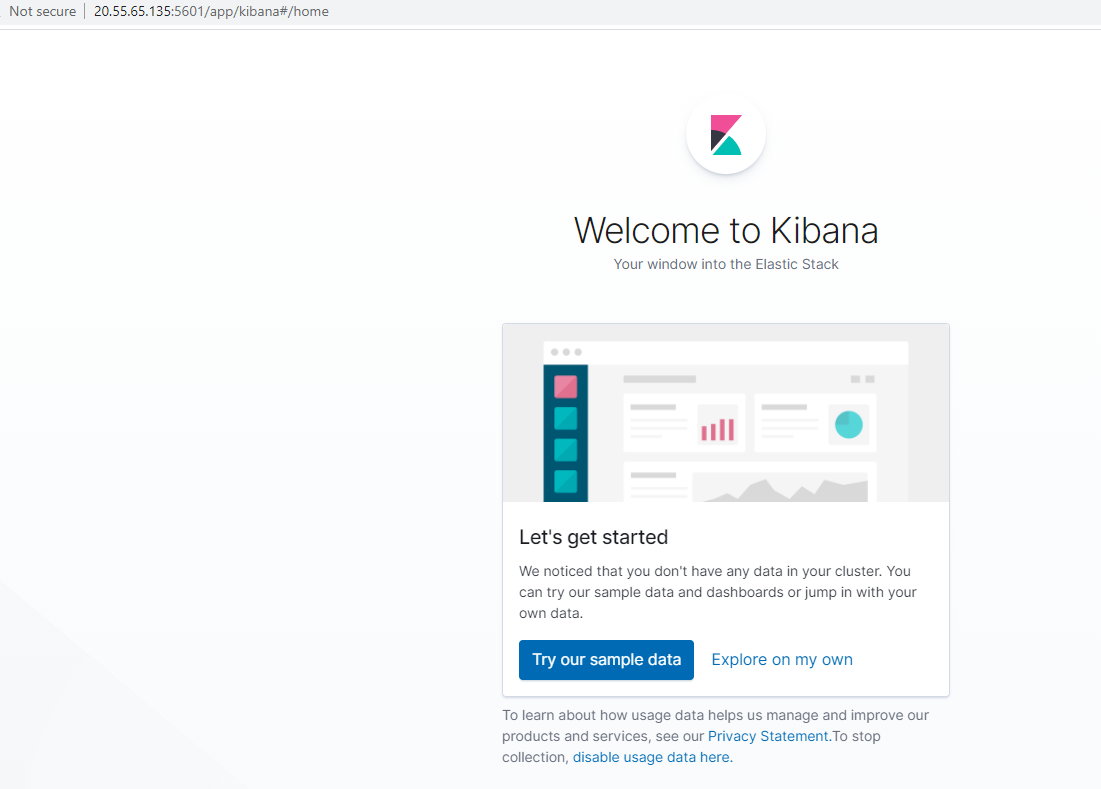 Not secure | 20.55.65.135:5601/app/kibana#/home
Welcome to Kibana
Your window into the Elastic Stack
Let's get started
We noticed that you don't have any data in your cluster. You
can try our sample data and dashboards or jump in with your
own data.
Try our sample data Explore on my own
To learn about how usage data helps us manage and improve our
products and services, see our Privacy Statement.To stop
collection, disable usage data here.